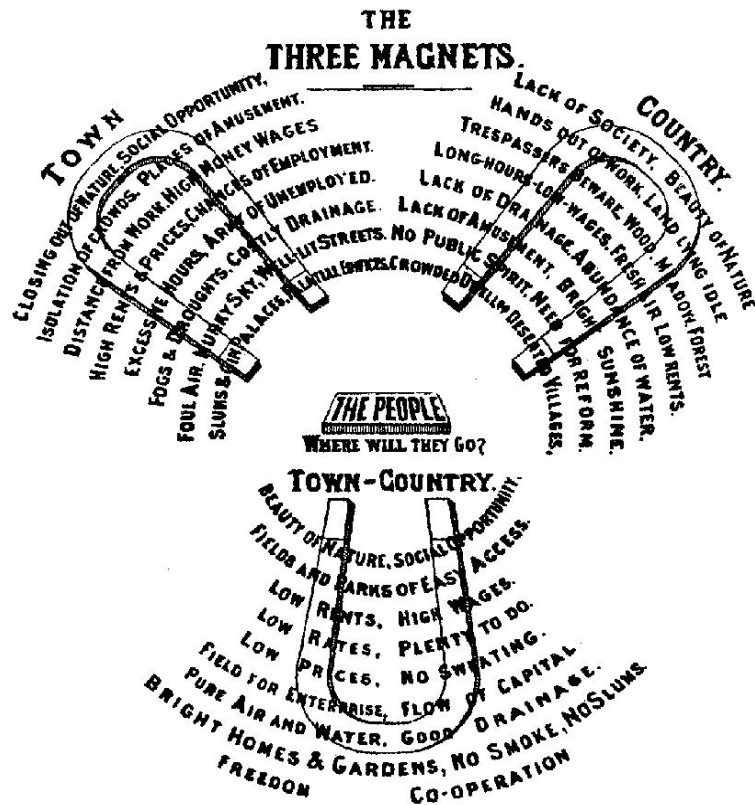 THE
THREE MAGNETS.
TOWN
CLOSING OUT OF NATURE. SOCIAL OPPORTUNITY.
ISOLATION OF CROWDS. PLACES OF AMUSEMENT.
DISTANCE FROM WORK. HIGH MONEY WAGES
HIGH RENTS & PRICES. CHANCES OF EMPLOYMENT.
EXCESSIVE HOURS, ARMY OF UNEMPLOYED.
FOGS & DROUGHTS, COSTLY DRAINAGE.
FOUL AIR. MURKY SKY, WELL-LIT STREETS.
SLUMS & GIN PALACES, PALATIAL EDIFICES.
COUNTRY.
LACK OF SOCIETY. BEAUTY OF NATURE
HANDS OUT OF WORK, LAND LYING IDLE
TRESPASSERS BEWARE. WOOD, MEADOW, FOREST
LONG-HOURS-LOW-WAGES. FRESH AIR LOW RENTS.
LACK OF DRAINAGE. ABUNDANCE OF WATER.
LACK OF AMUSEMENT. BRIGHT SUNSHINE.
NO PUBLIC SPIRIT. NEED FOR REFORM.
CROWDED DWELLINGS DESERTED VILLAGES.
THE PEOPLE
WHERE WILL THEY GO?
TOWN-COUNTRY.
BEAUTY OF NATURE, SOCIAL OPPORTUNITY.
FIELDS AND PARKS OF EASY ACCESS.
LOW RENTS, HIGH WAGES.
LOW RATES, PLENTY TO DO.
LOW PRICES, NO SWEATING.
FIELD FOR ENTERPRISE, FLOW OF CAPITAL
PURE AIR AND WATER, GOOD DRAINAGE.
BRIGHT HOMES & GARDENS, NO SMOKE, NO SLUMS.
FREEDOM CO-OPERATION